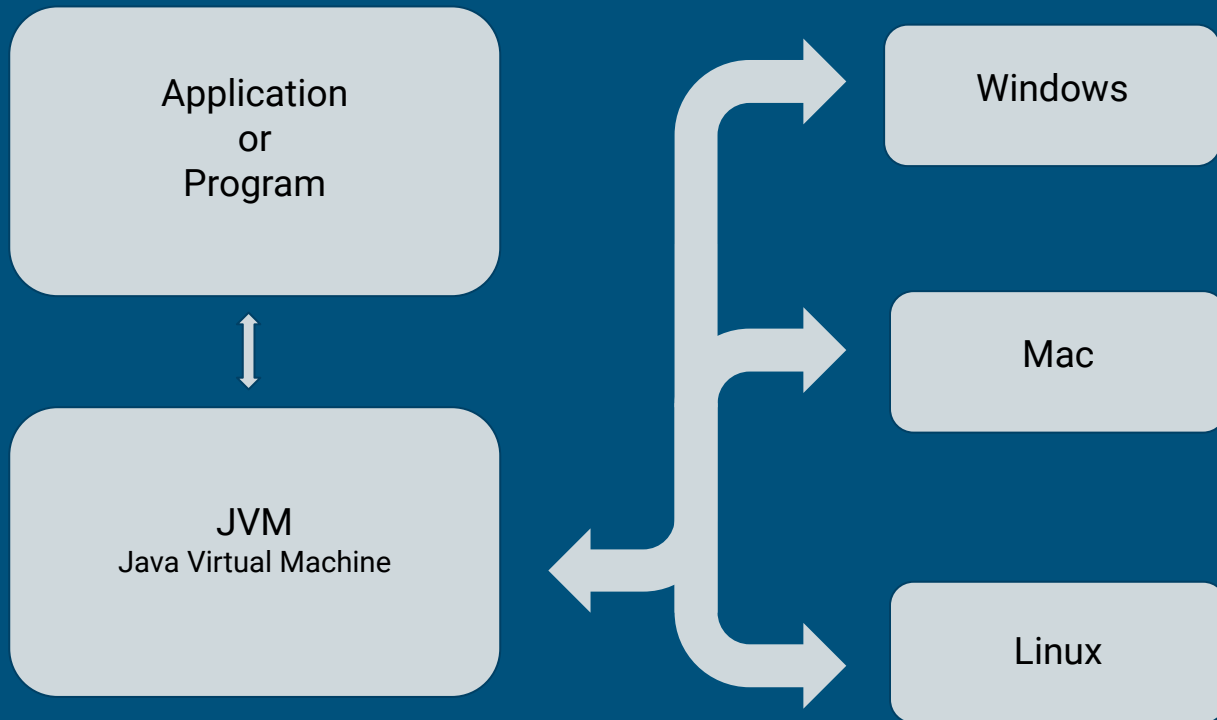 Application
or
Program
JVM
Java Virtual Machine
Windows
Mac
Linux